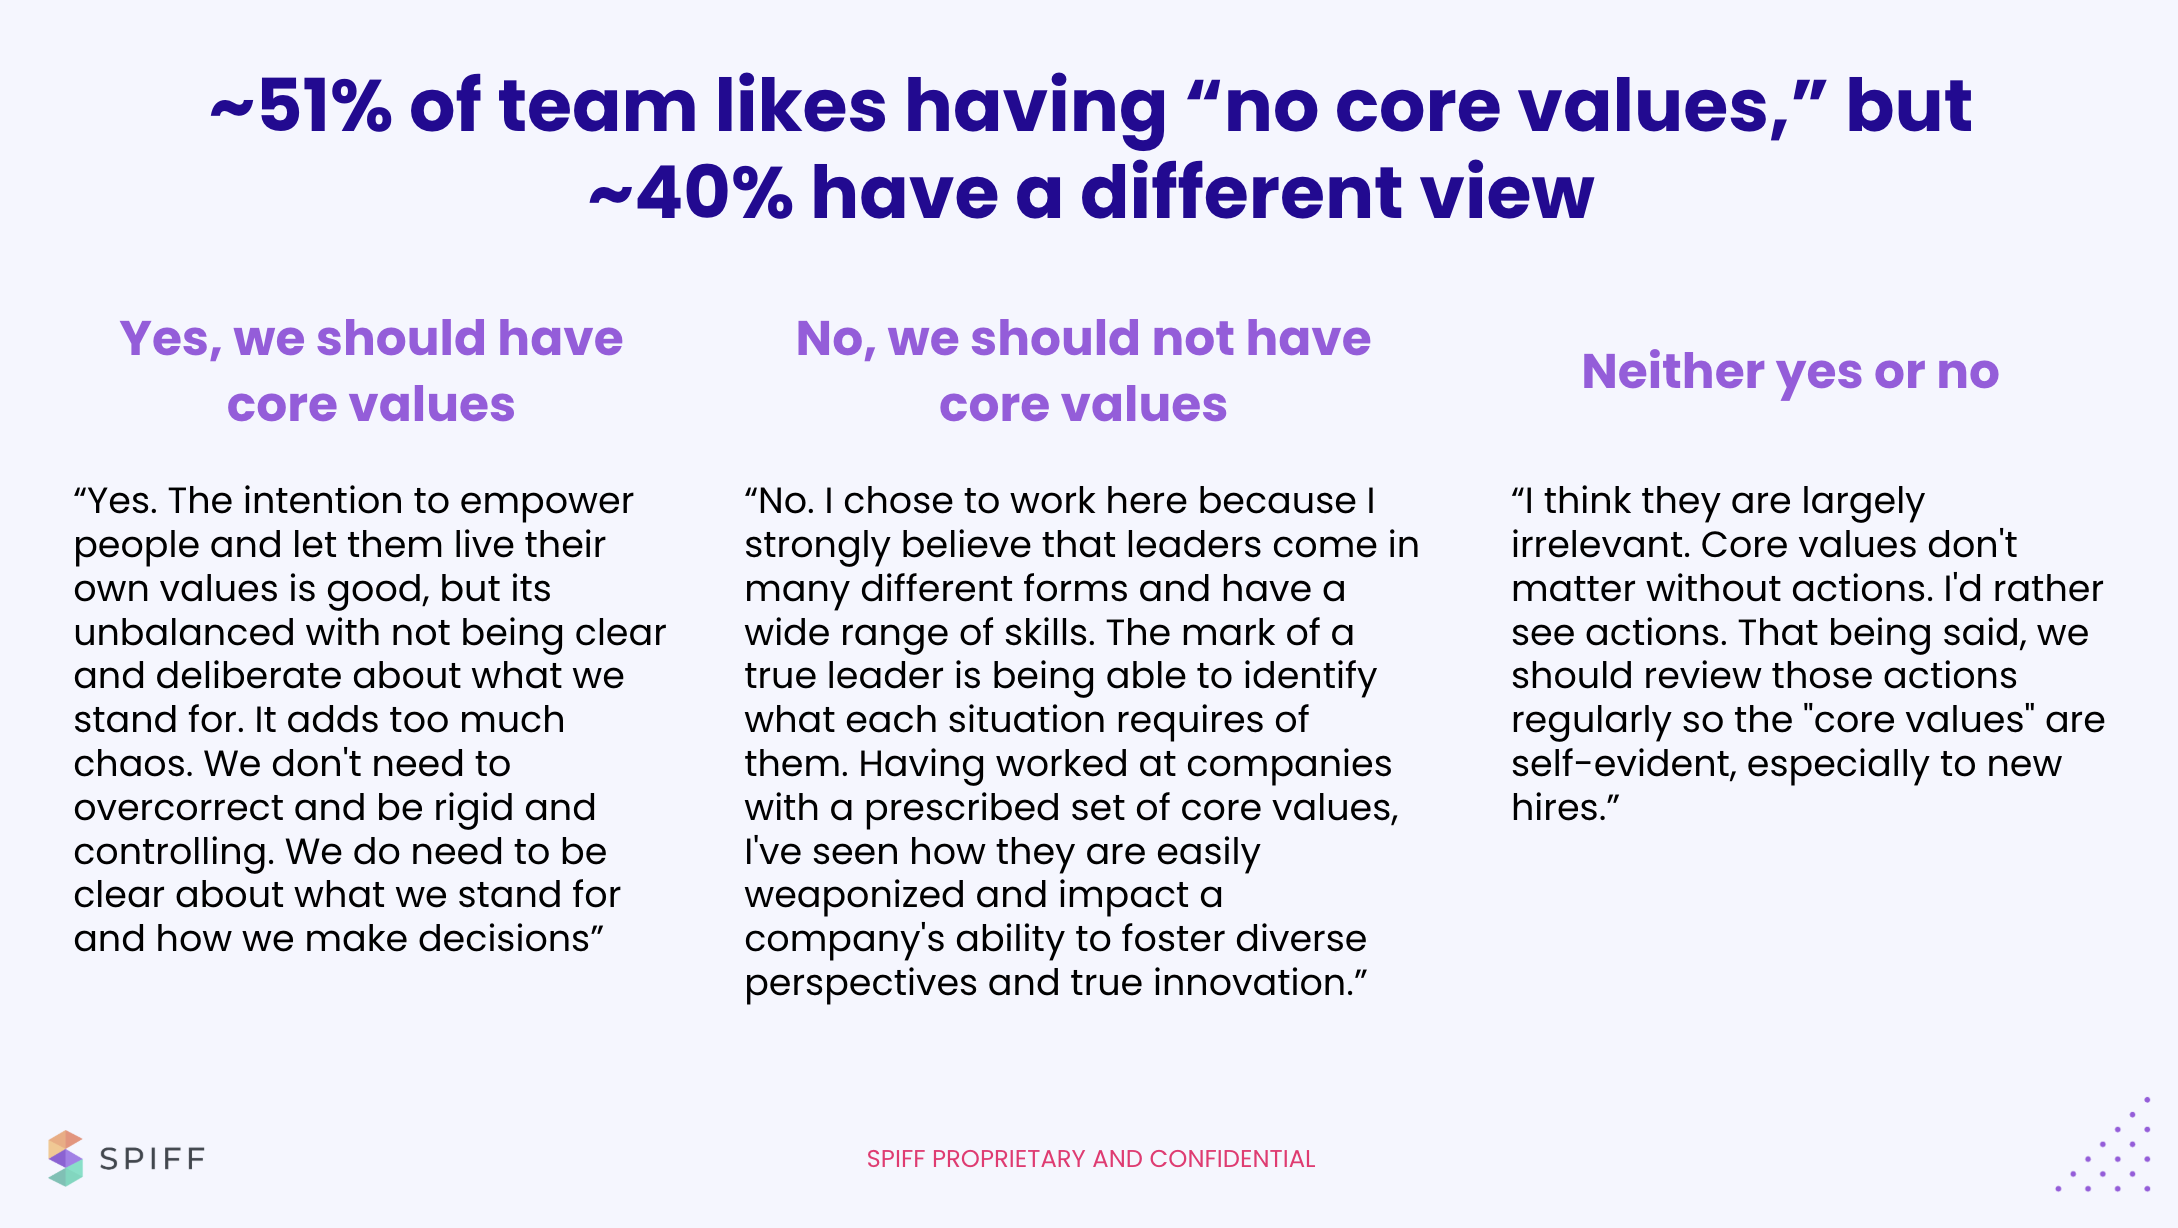 ~51% of team likes having “no core values,” but
~40% have a different view
Yes, we should have
core values
“Yes. The intention to empower
people and let them live their
own values is good, but its
unbalanced with not being clear
and deliberate about what we
stand for. It adds too much
chaos. We don't need to
overcorrect and be rigid and
controlling. We do need to be
clear about what we stand for
and how we make decisions”
No, we should not have
core values
“No. I chose to work here because I
strongly believe that leaders come in
many different forms and have a
wide range of skills. The mark of a
true leader is being able to identify
what each situation requires of
them. Having worked at companies
with a prescribed set of core values,
I've seen how they are easily
weaponized and impact a
company's ability to foster diverse
perspectives and true innovation.”
Neither yes or no
“I think they are largely
irrelevant. Core values don't
matter without actions. I'd rather
see actions. That being said, we
should review those actions
regularly so the "core values" are
self-evident, especially to new
hires.”
SPIFF
SPIFF PROPRIETARY AND CONFIDENTIAL